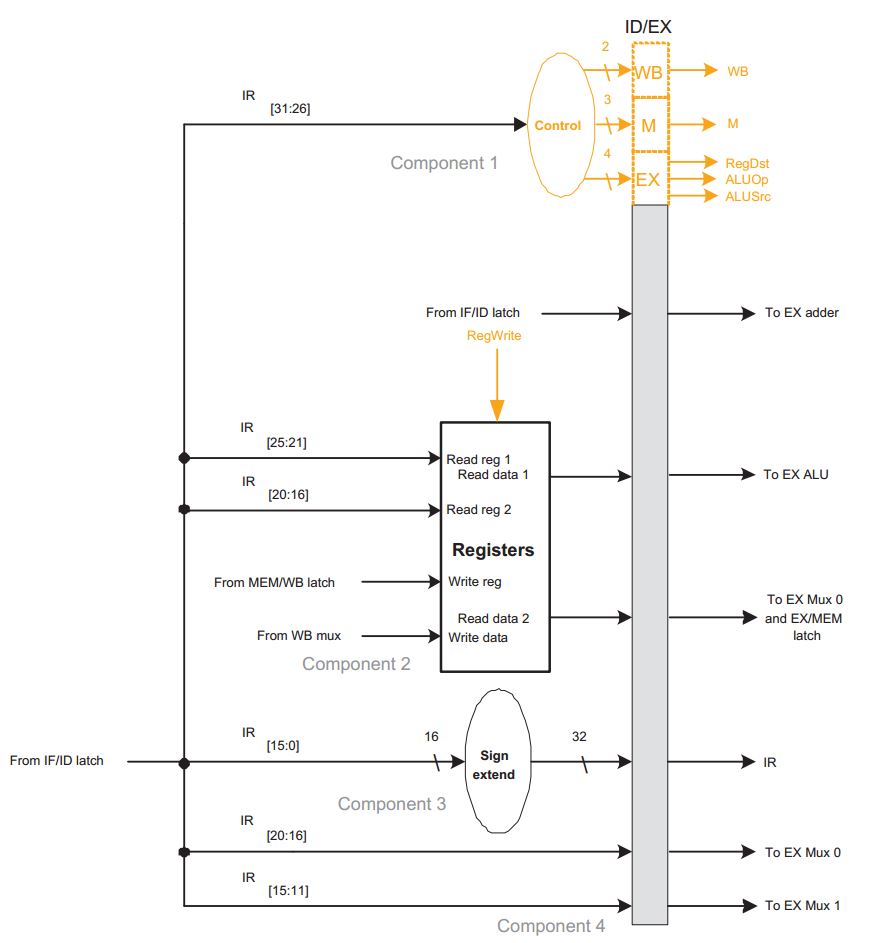 ID/EX
2
WB
WB
IR
[31:26]
3
Control
M
M
Component 1
4
RegDst
EX
ALUOp
ALUSrc
From IF/ID latch
To EX adder
RegWrite
IR
[25:21]
Read reg 1
Read data 1
To EX ALU
IR
[20:16]
Read reg 2
Registers
From MEM/WB latch
Write reg
To EX Mux 0
and EX/MEM
latch
Read data 2
From WB mux
Write data
Component 2
IR
[15:0]
16
32
Sign
extend
From IF/ID latch
IR
Component 3
IR
[20:16]
To EX Mux 0
IR
[15:11]
To EX Mux 1
Component 4